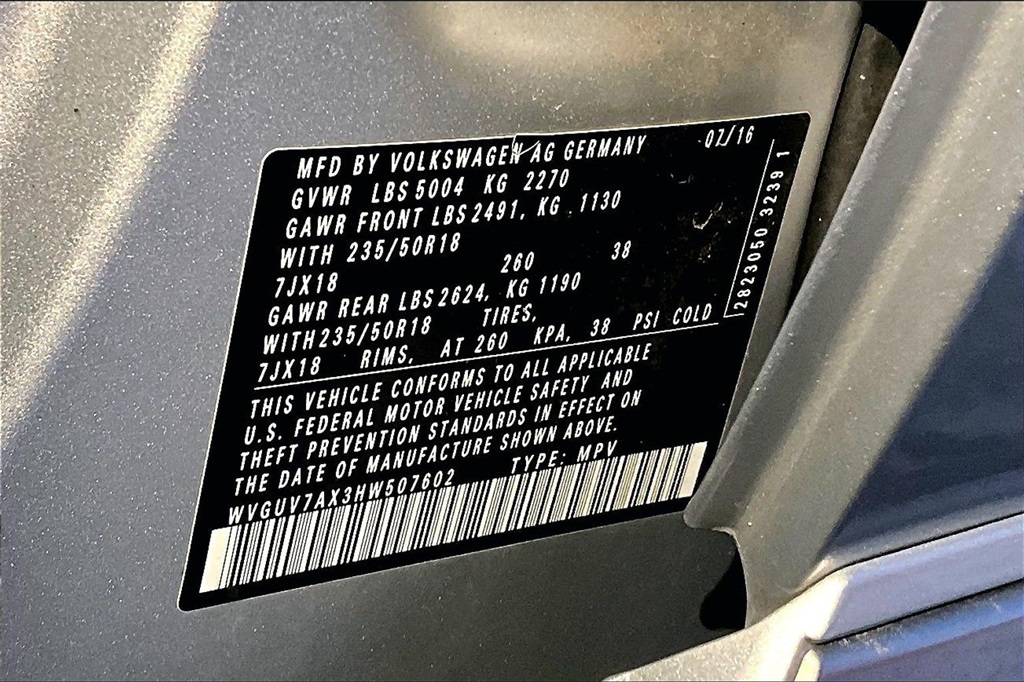 MFD BY VOLKSWAGEN AG GERMANY 07/16
GVWR LBS 5004 KG 2270
GAWR FRONT LBS 2491, KG 1130
WITH 235/50R18
7JX18 260 38
GAWR REAR LBS 2624, KG 1190
WITH 235/50R18 TIRES,
7JX18 RIMS, AT 260 KPA, 38 PSI COLD
THIS VEHICLE CONFORMS TO ALL APPLICABLE
U.S. FEDERAL MOTOR VEHICLE SAFETY AND
THEFT PREVENTION STANDARDS IN EFFECT ON
THE DATE OF MANUFACTURE SHOWN ABOVE.
WVGUV7AX3HW507602 TYPE: MPV
2823050 3239 1